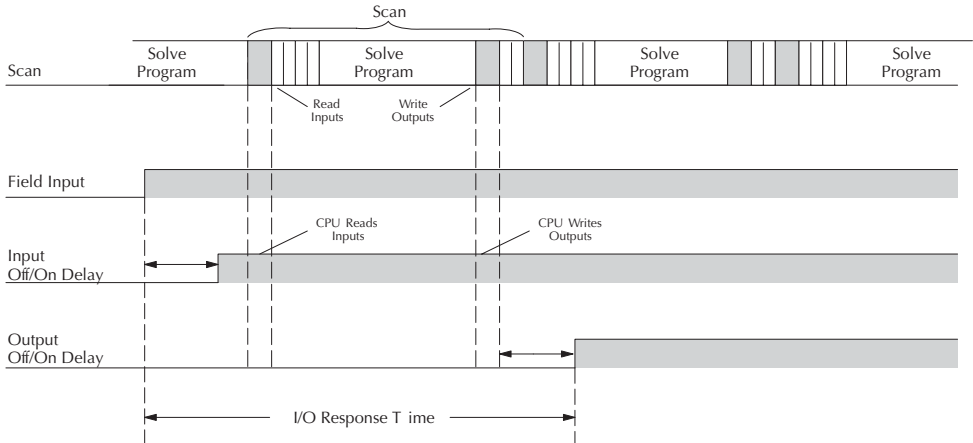 Scan
Scan
Solve
Program
Solve
Program
Solve
Program
Solve
Program
Read
Inputs
Write
Outputs
Field Input
CPU Reads
Inputs
CPU Writes
Outputs
Input
Off/On Delay
Output
Off/On Delay
I/O Response T ime